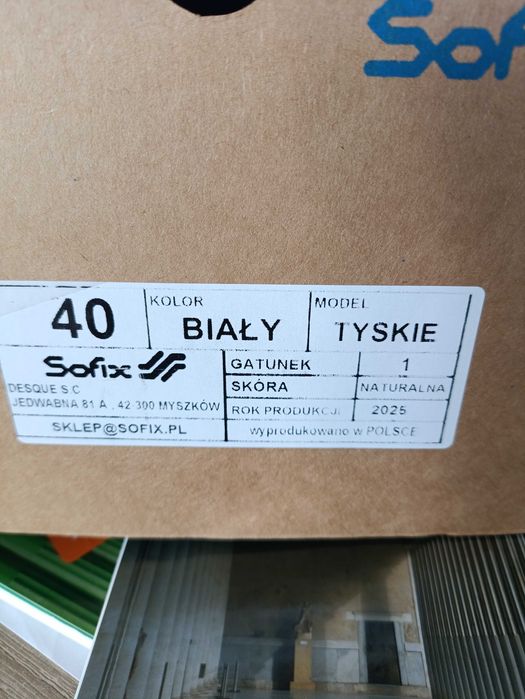 Sof
40
KOLOR
BIAŁY
MODEL
TYSKIE
Sofix
DESQUE S.C
JEDWABNA 81 A , 42-300 MYSZKÓW
SKLEP@SOFIX.PL
GATUNEK 1
SKÓRA NATURALNA
ROK PRODUKCJI 2025
wyprodukowano w POLSCE